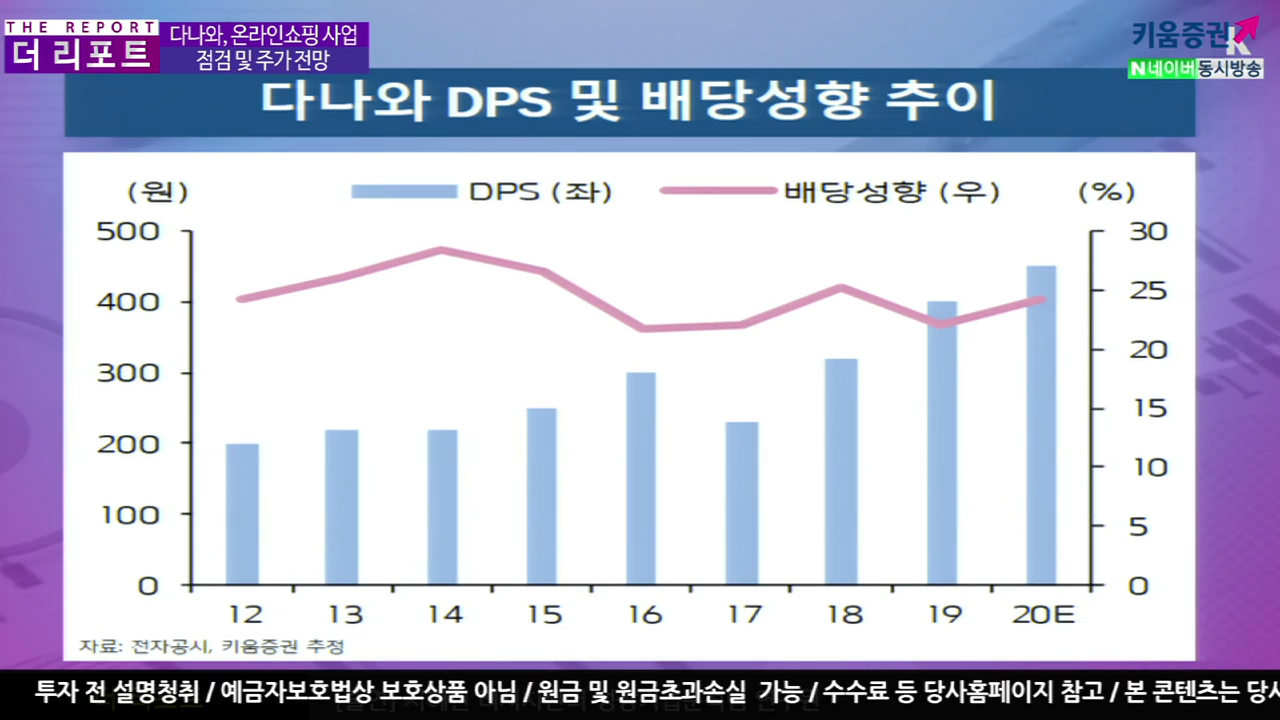 THE REPORT
더 리포트
다나와, 온라인쇼핑 사업
점검 및 주가 전망
키움증권
N 네이버 동시방송
다나와 DPS 및 배당성향 추이
(원) DPS (좌) 배당성향 (우) (%)
500 30
400 25
300 20
200 15
100 10
0 5
0
12 13 14 15 16 17 18 19 20E
자료: 전자공시, 키움증권 추정
투자 전 설명청취 / 예금자보호법상 보호상품 아님 / 원금 및 원금초과손실 가능 / 수수료 등 당사홈페이지 참고 / 본 콘텐츠는 당사